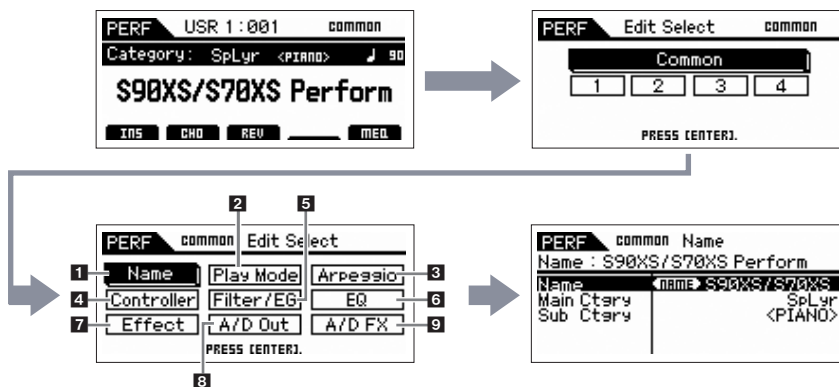 PERF USR 1:001 common
Category: SpLyr <PIANO> ♩ 90
S90XS/S70XS Perform
INS CHO REV MEQ
PERF Edit Select common
Common
1 2 3 4
PRESS [ENTER].
2 5
PERF common Edit Select
1 Name Play Mode Arpeggio 3
4 Controller Filter/EG EQ 6
7 Effect A/D Out A/D FX 9
PRESS [ENTER].
8
PERF common Name
Name : S90XS/S70XS Perform
Name NAME S90XS/S70XS
Main Ctgry SpLyr
Sub Ctgry <PIANO>